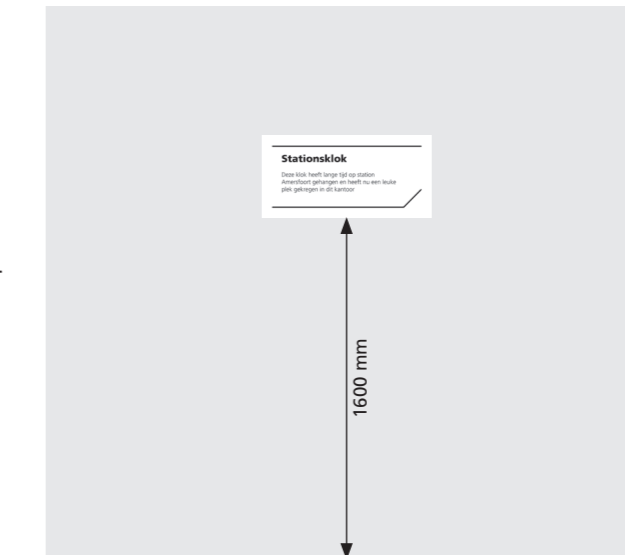 Stationsklok
Deze klok heeft lange tijd op station
Amersfoort gehangen en heeft nu een leuke
plek gekregen in dit kantoor
1600 mm